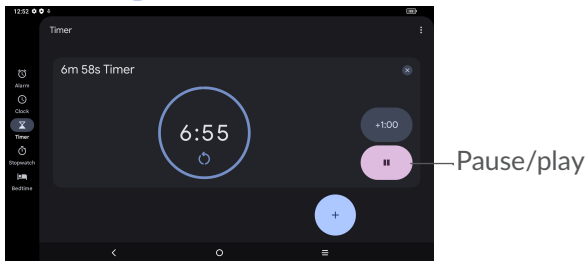 12:52
Timer
6m 58s Timer
Alarm
Clock
Timer
Stopwatch
Bedtime
6:55
+1:00
Pause/play
+